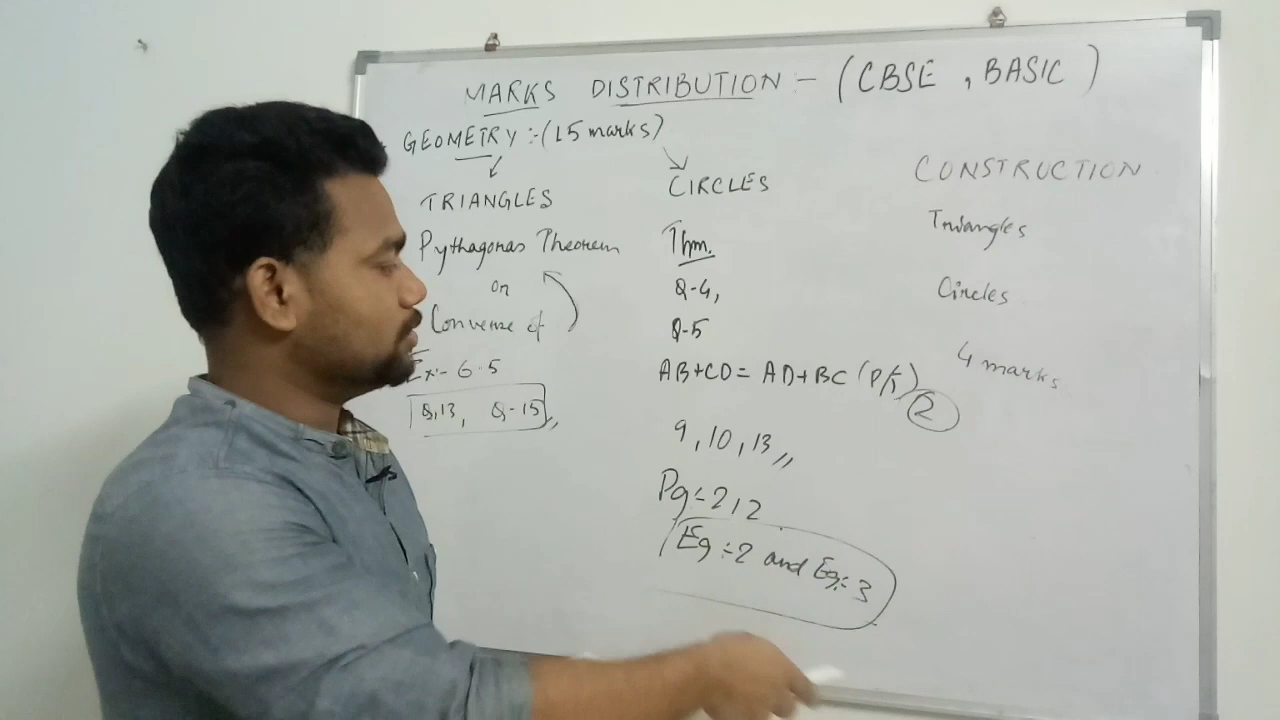 MARKS DISTRIBUTION :- (CBSE , BASIC )
GEOMETRY :- (15 marks)
TRIANGLES
Pythagoras Theorem
or
Converse of
Ex:- 6.5
Q,13, Q-15,,
CIRCLES
Thm.
Q-4,
Q-5
AB+CD = AD+BC (P/T)
2
9, 10, 13,,
Pg:- 212
Eg:-2 and Eg:-3
CONSTRUCTION
Triangles
Circles
4 marks